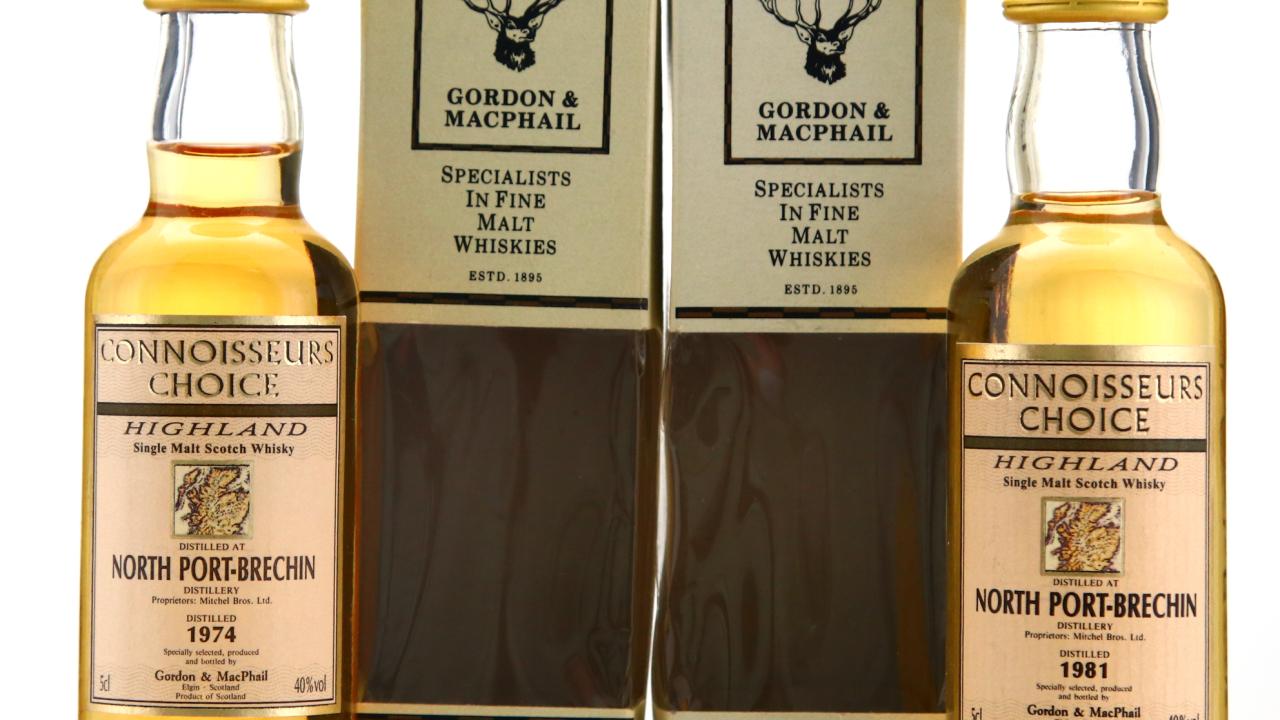 CONNOISSEURS
CHOICE
HIGHLAND
Single Malt Scotch Whisky
DISTILLED AT
NORTH PORT-BRECHIN
DISTILLERY
Proprietors: Mitchel Bros. Ltd.
DISTILLED
1974
Specially selected, produced
and bottled by
Gordon & MacPhail
Elgin - Scotland
Product of Scotland
5cl
40%vol
GORDON &
MACPHAIL
SPECIALISTS
IN FINE
MALT
WHISKIES
ESTD. 1895
GORDON &
MACPHAIL
SPECIALISTS
IN FINE
MALT
WHISKIES
ESTD. 1895
CONNOISSEURS
CHOICE
HIGHLAND
Single Malt Scotch Whisky
DISTILLED AT
NORTH PORT-BRECHIN
DISTILLERY
Proprietors: Mitchel Bros. Ltd.
DISTILLED
1981
Specially selected, produced
and bottled by
Gordon & MacPhail
5cl
40%vol